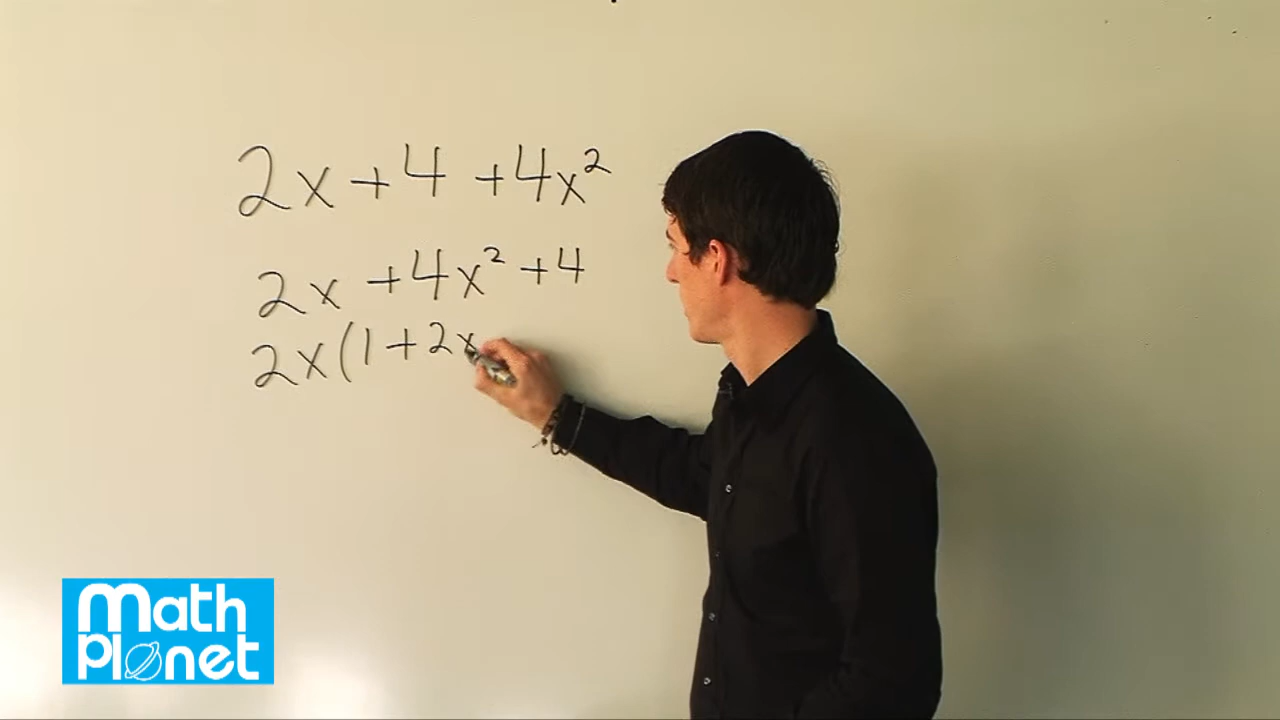 2x + 4 + 4x²
2x + 4x² + 4
2x(1 + 2x
Math
Planet